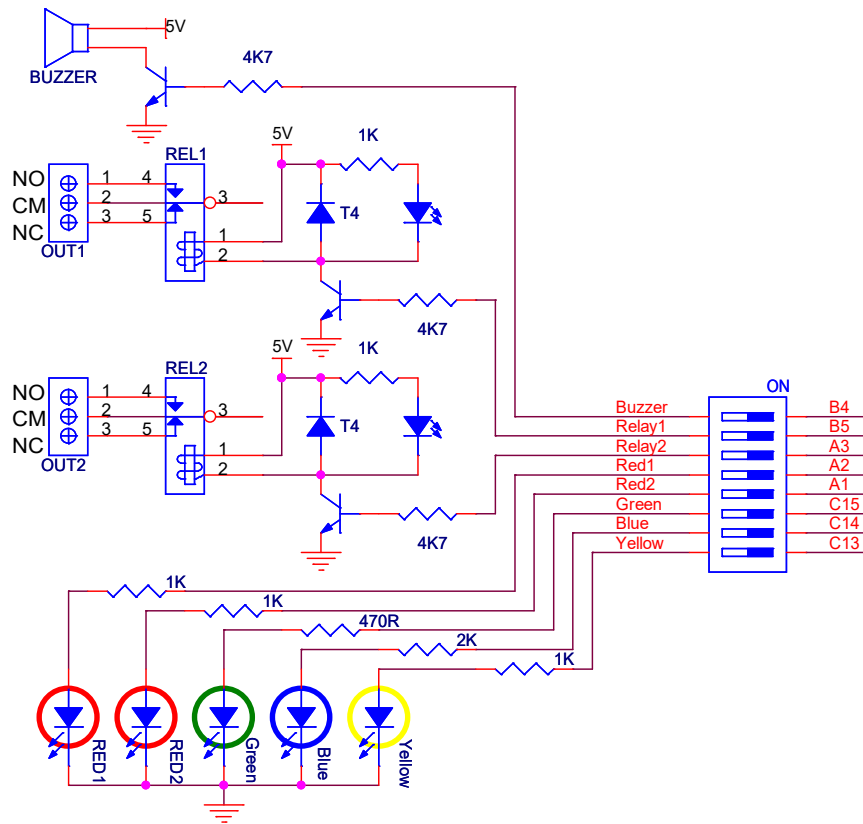 5V
BUZZER
4K7
REL1
5V
1K
NO
CM
NC
1
2
3
4
5
3
1
2
T4
OUT1
4K7
REL2
5V
1K
NO
CM
NC
1
2
3
4
5
3
1
2
T4
OUT2
4K7
ON
Buzzer B4
Relay1 B5
Relay2 A3
Red1 A2
Red2 A1
Green C15
Blue C14
Yellow C13
1K
1K
470R
2K
1K
RED1
RED2
Green
Blue
Yellow